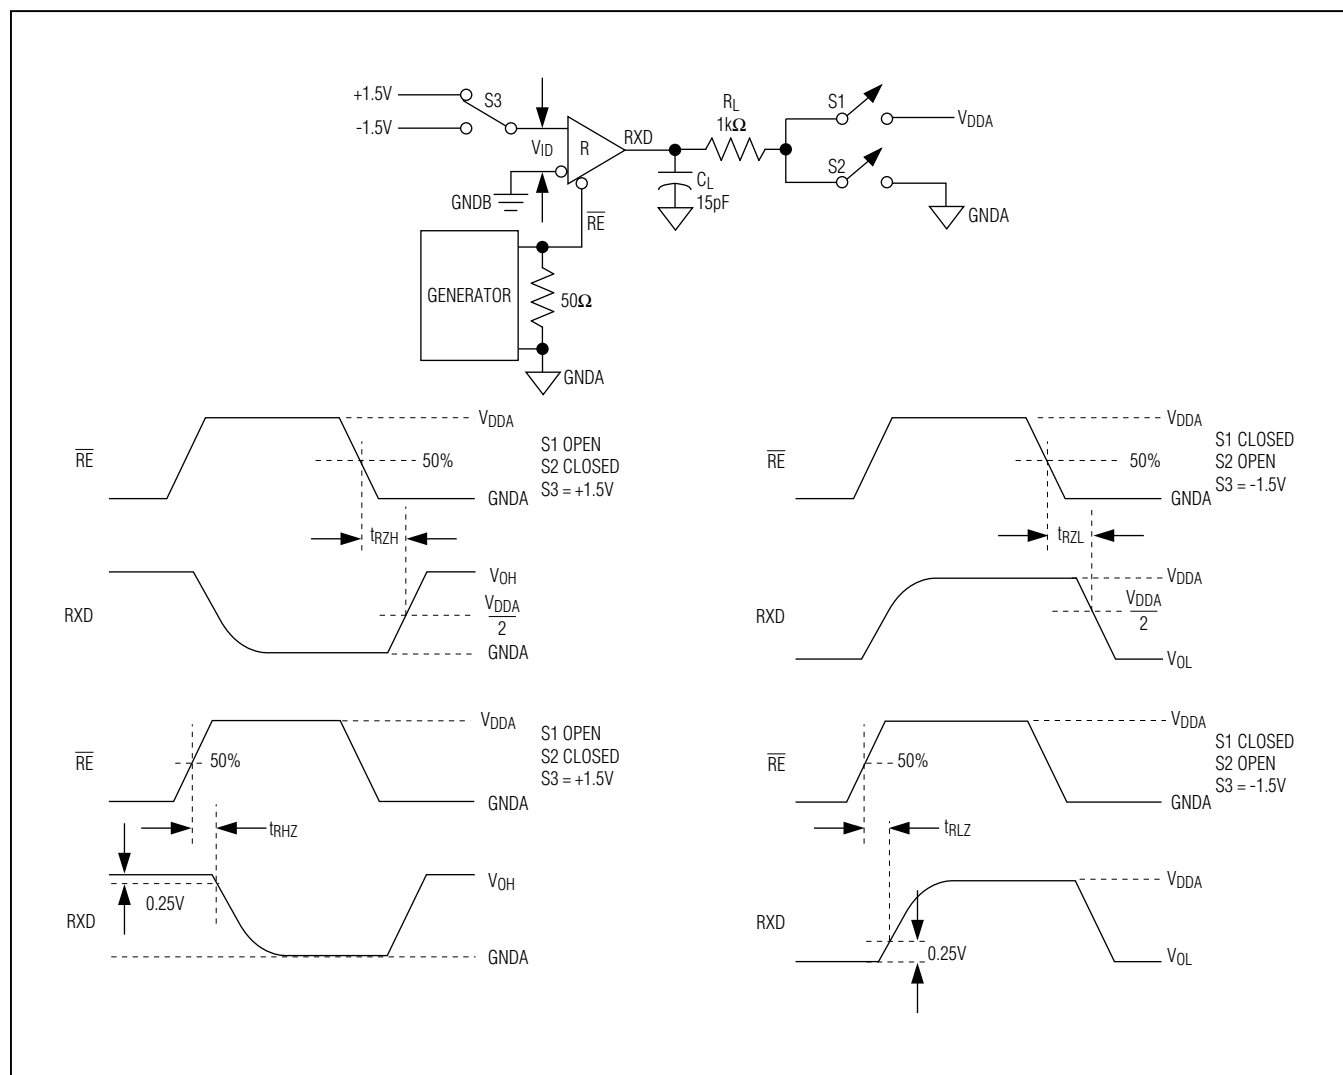 +1.5V
S3
-1.5V
VID
R
RXD
RL
1kΩ
S1
VDDA
S2
CL
15pF
GNDB
RE
GNDA
GENERATOR
50Ω
GNDA
RE
VDDA
50%
GNDA
S1 OPEN
S2 CLOSED
S3 = +1.5V
tRZH
RXD
VOH
VDDA
2
GNDA
RE
VDDA
50%
GNDA
S1 CLOSED
S2 OPEN
S3 = -1.5V
tRZL
RXD
VDDA
VDDA
2
VOL
RE
VDDA
50%
GNDA
S1 OPEN
S2 CLOSED
S3 = +1.5V
tRHZ
RXD
0.25V
VOH
GNDA
RE
VDDA
50%
GNDA
S1 CLOSED
S2 OPEN
S3 = -1.5V
tRLZ
RXD
VDDA
0.25V
VOL